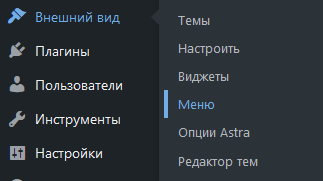 Внешний вид
Плагины
Пользователи
Инструменты
Настройки
Темы
Настроить
Виджеты
Меню
Опции Astra
Редактор тем